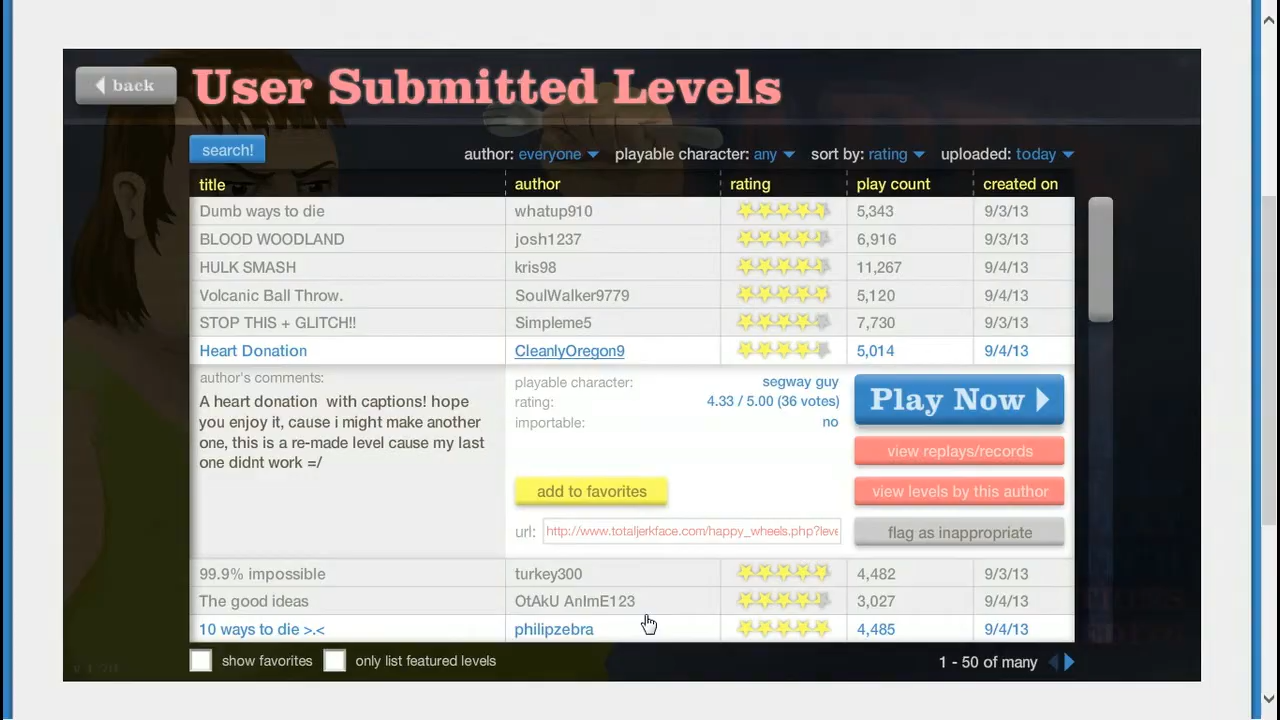 back
User Submitted Levels
search!
author: everyone playable character: any sort by: rating uploaded: today
title author rating play count created on
Dumb ways to die whatup910 5,343 9/3/13
BLOOD WOODLAND josh1237 6,916 9/3/13
HULK SMASH kris98 11,267 9/4/13
Volcanic Ball Throw. SoulWalker9779 5,120 9/4/13
STOP THIS + GLITCH!! Simpleme5 7,730 9/3/13
Heart Donation CleanlyOregon9 5,014 9/4/13
author's comments:
A heart donation with captions! hope
you enjoy it, cause i might make another
one, this is a re-made level cause my last
one didnt work =/
playable character: segway guy
rating: 4.33 / 5.00 (36 votes)
importable: no
add to favorites
url: http://www.totaljerkface.com/happy_wheels.php?leve
Play Now
view replays/records
view levels by this author
flag as inappropriate
99.9% impossible turkey300 4,482 9/3/13
The good ideas OtAkU AnImE123 3,027 9/4/13
10 ways to die >.< philipzebra 4,485 9/4/13
show favorites only list featured levels 1 - 50 of many